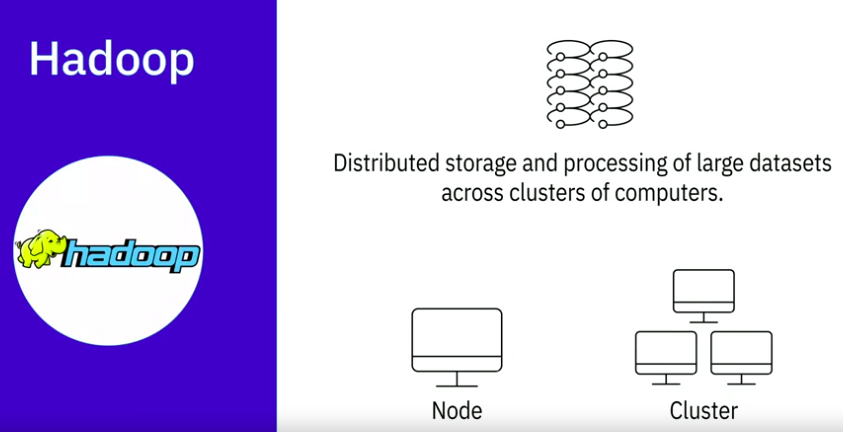 Hadoop
hadoop
Distributed storage and processing of large datasets
across clusters of computers.
Node
Cluster